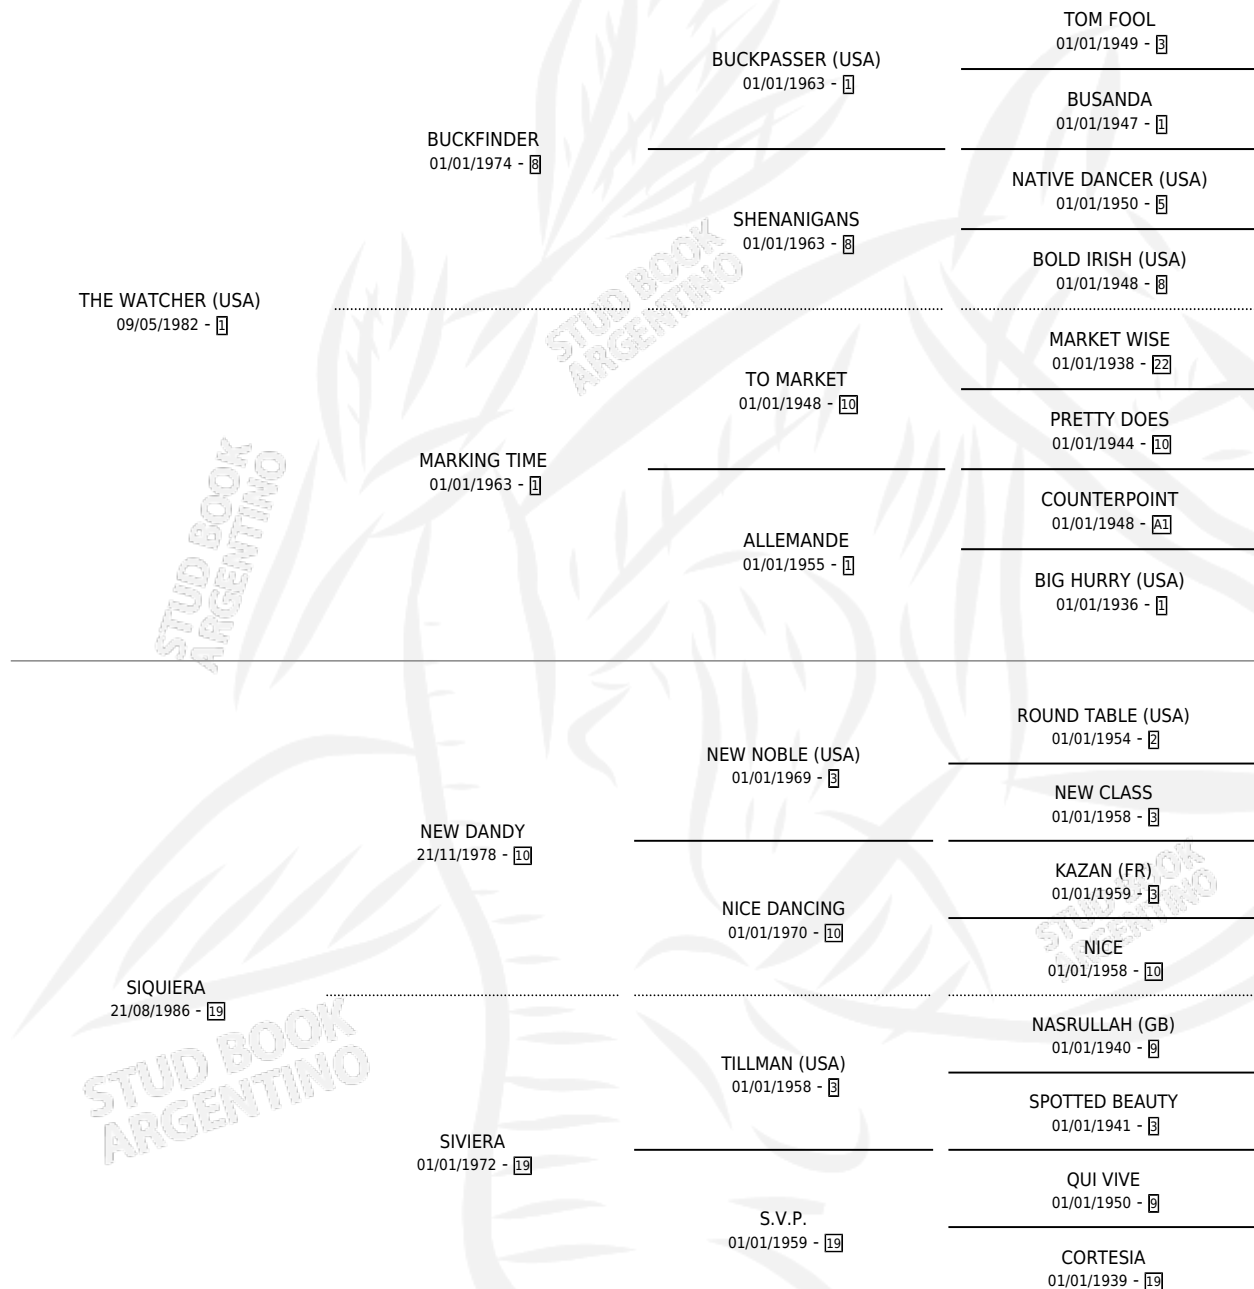 THE WATCHER (USA)
09/05/1982 - 1
BUCKFINDER
01/01/1974 - 8
BUCKPASSER (USA)
01/01/1963 - 1
TOM FOOL
01/01/1949 - 3
BUSANDA
01/01/1947 - 1
SHENANIGANS
01/01/1963 - 8
NATIVE DANCER (USA)
01/01/1950 - 5
BOLD IRISH (USA)
01/01/1948 - 8
MARKING TIME
01/01/1963 - 1
TO MARKET
01/01/1948 - 10
MARKET WISE
01/01/1938 - 22
PRETTY DOES
01/01/1944 - 10
ALLEMANDE
01/01/1955 - 1
COUNTERPOINT
01/01/1948 - A1
BIG HURRY (USA)
01/01/1936 - 1
SIQUIERA
21/08/1986 - 19
NEW DANDY
21/11/1978 - 10
NEW NOBLE (USA)
01/01/1969 - 3
ROUND TABLE (USA)
01/01/1954 - 2
NEW CLASS
01/01/1958 - 3
NICE DANCING
01/01/1970 - 10
KAZAN (FR)
01/01/1959 - 3
NICE
01/01/1958 - 10
SIVIERA
01/01/1972 - 19
TILLMAN (USA)
01/01/1958 - 3
NASRULLAH (GB)
01/01/1940 - 9
SPOTTED BEAUTY
01/01/1941 - 3
S.V.P.
01/01/1959 - 19
QUI VIVE
01/01/1950 - 9
CORTESIA
01/01/1939 - 19
STUD BOOK
ARGENTINO
STUD BOOK
ARGENTINO
STUD BOOK
ARGENTINO
STUD BOOK
ARGENTINO